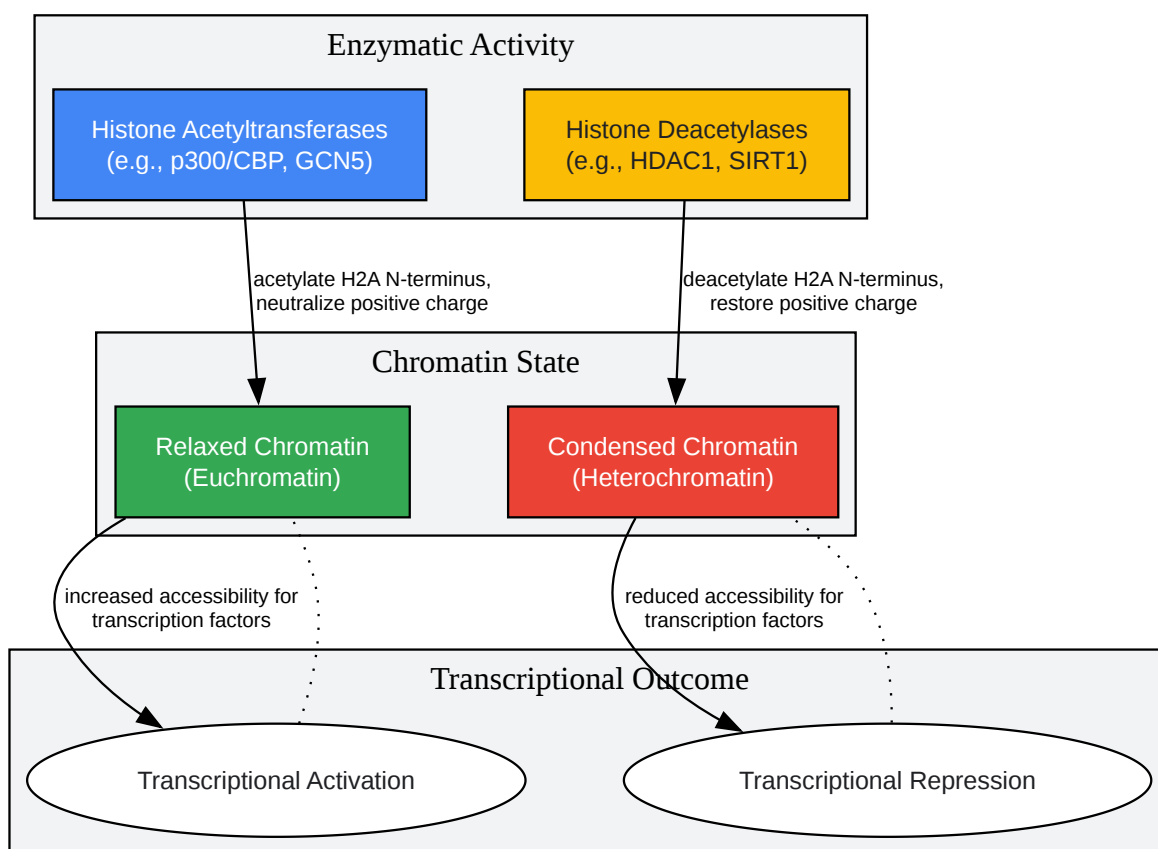 Enzymatic Activity
Histone Acetyltransferases
(e.g., p300/CBP, GCN5)
Histone Deacetylases
(e.g., HDAC1, SIRT1)
acetylate H2A N-terminus,
neutralize positive charge
deacetylate H2A N-terminus,
restore positive charge
Chromatin State
Relaxed Chromatin
(Euchromatin)
Condensed Chromatin
(Heterochromatin)
increased accessibility for
transcription factors
reduced accessibility for
transcription factors
Transcriptional Outcome
Transcriptional Activation
Transcriptional Repression